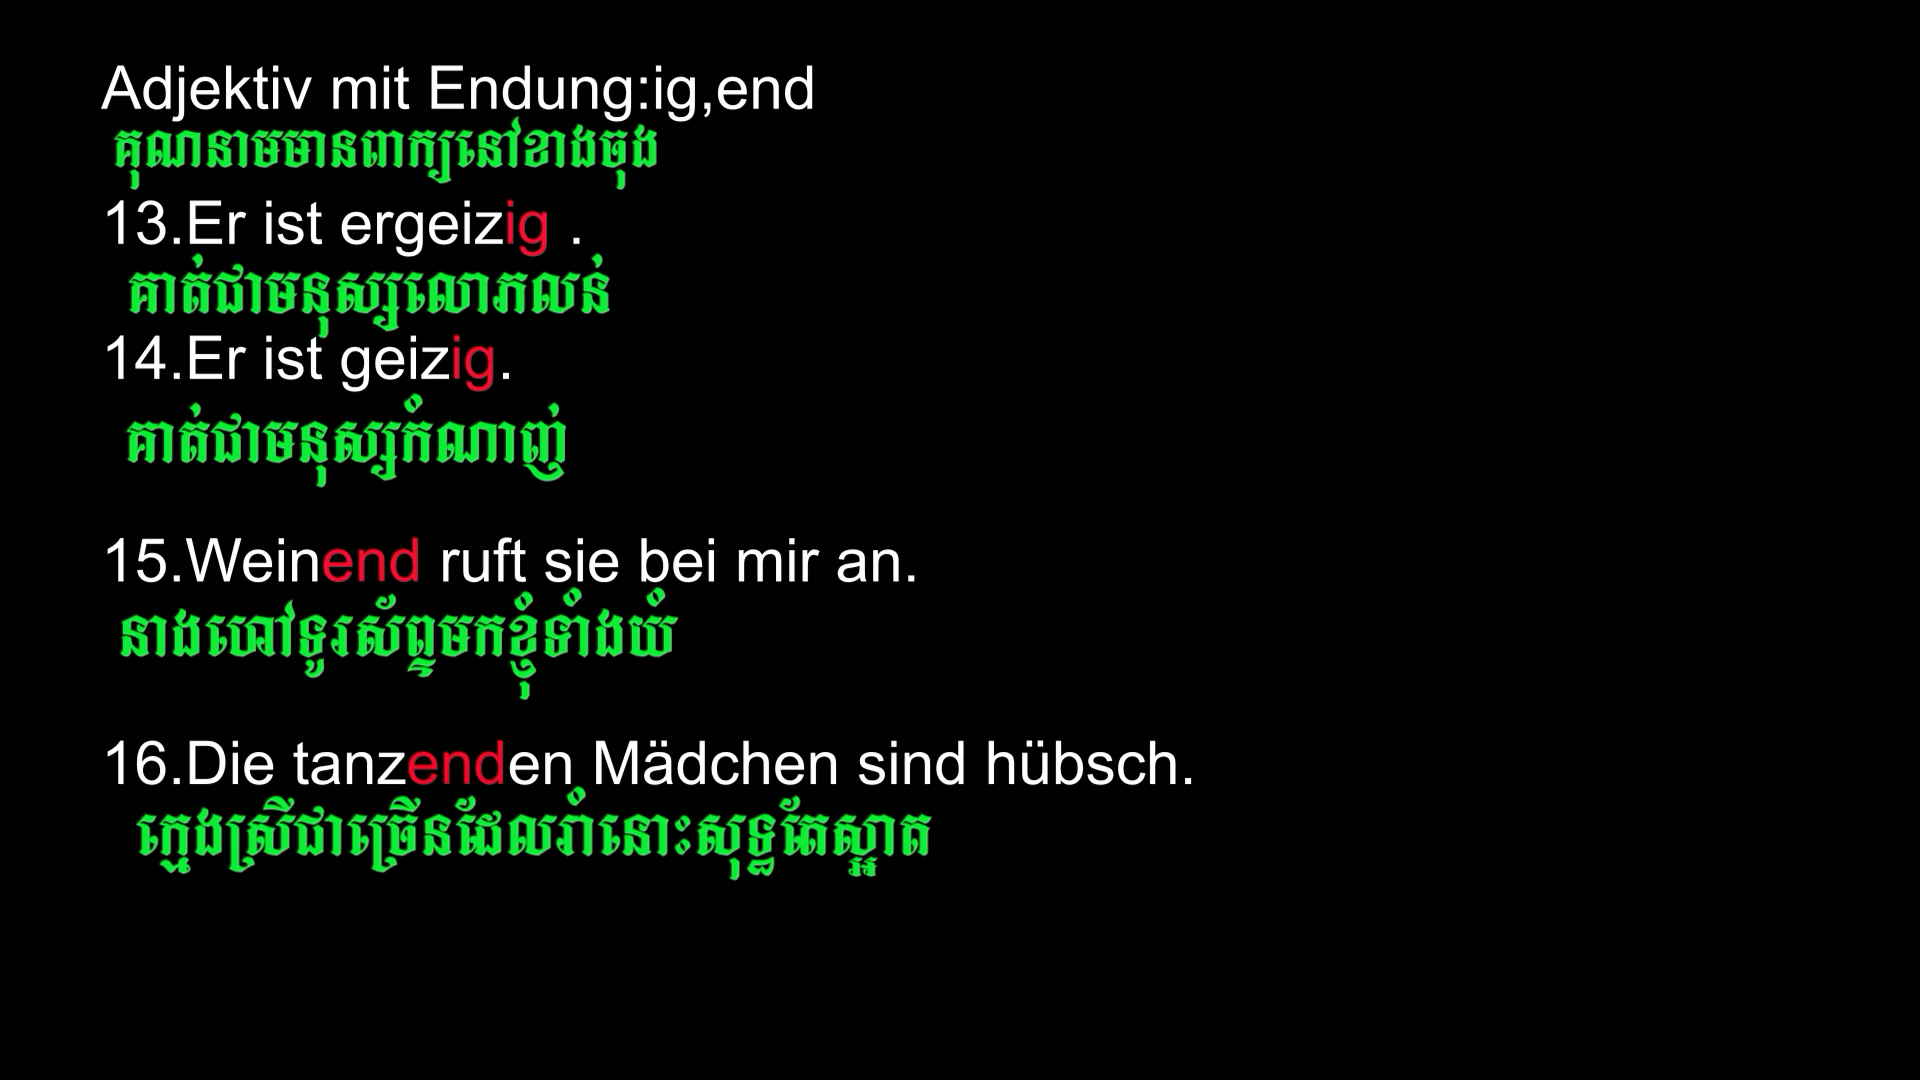 Adjektiv mit Endung:ig,end
គុណនាមមានពាក្យនៅខាងចុង
13.Er ist ergeizig .
គាត់ជាមនុស្សលោភលន់
14.Er ist geizig.
គាត់ជាមនុស្សកំណាញ់
15.Weinend ruft sie bei mir an.
នាងហៅទូរស័ព្ទមកខ្ញុំទាំងយំ
16.Die tanzenden Mädchen sind hübsch.
ក្មេងស្រីជាច្រើនដែលរាំនោះសុទ្ធតែស្អាត